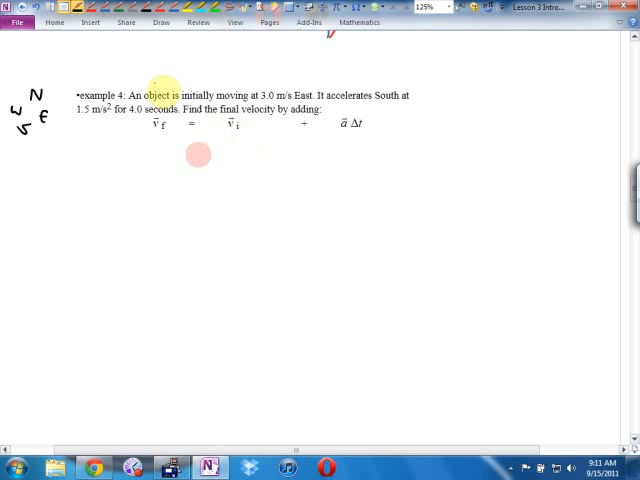 125%
Lesson 3 Intro...
File
Home
Insert
Share
Draw
Review
View
Pages
Add-Ins
Mathematics
N
W E
S
•example 4: An object is initially moving at 3.0 m/s East. It accelerates South at
1.5 m/s² for 4.0 seconds. Find the final velocity by adding:
v⃗ f = v⃗ i + a⃗ Δt
9:11 AM
9/15/2011